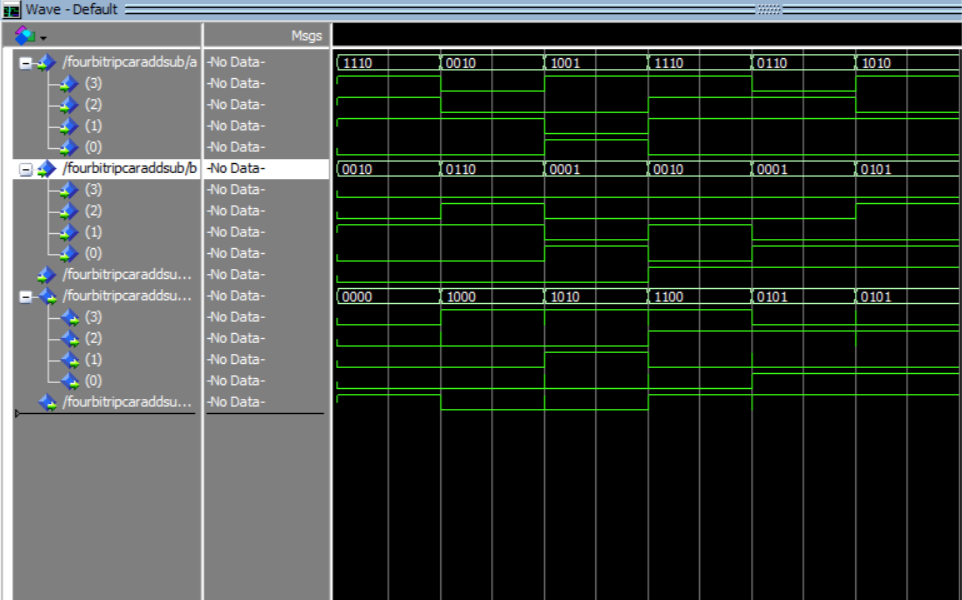 Wave - Default
Msgs
/fourbitripcaraddsub/a -No Data- 1110 0010 1001 1110 0110 1010
(3) -No Data-
(2) -No Data-
(1) -No Data-
(0) -No Data-
/fourbitripcaraddsub/b -No Data- 0010 0110 0001 0010 0001 0101
(3) -No Data-
(2) -No Data-
(1) -No Data-
(0) -No Data-
/fourbitripcaraddsu... -No Data-
/fourbitripcaraddsu... -No Data- 0000 1000 1010 1100 0101 0101
(3) -No Data-
(2) -No Data-
(1) -No Data-
(0) -No Data-
/fourbitripcaraddsu... -No Data-